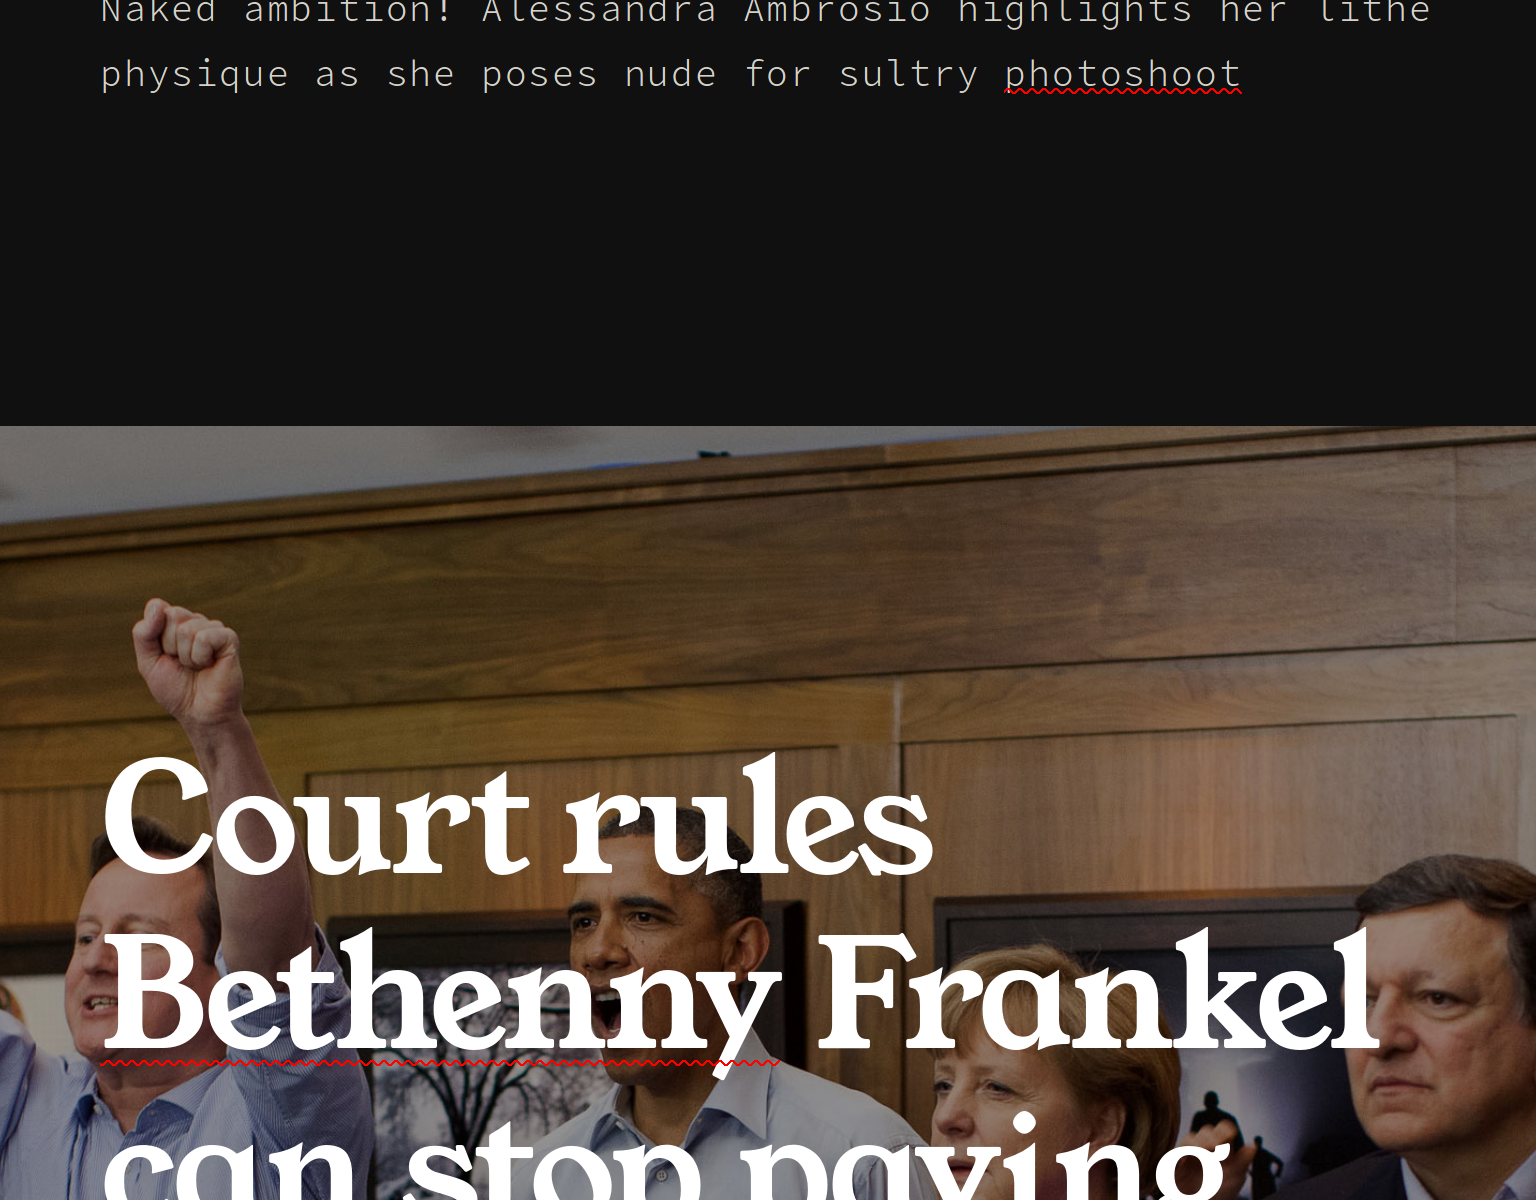 Naked ambition! Alessandra Ambrosio highlights her lithe
physique as she poses nude for sultry photoshoot
Court rules
Bethenny Frankel
can stop paying